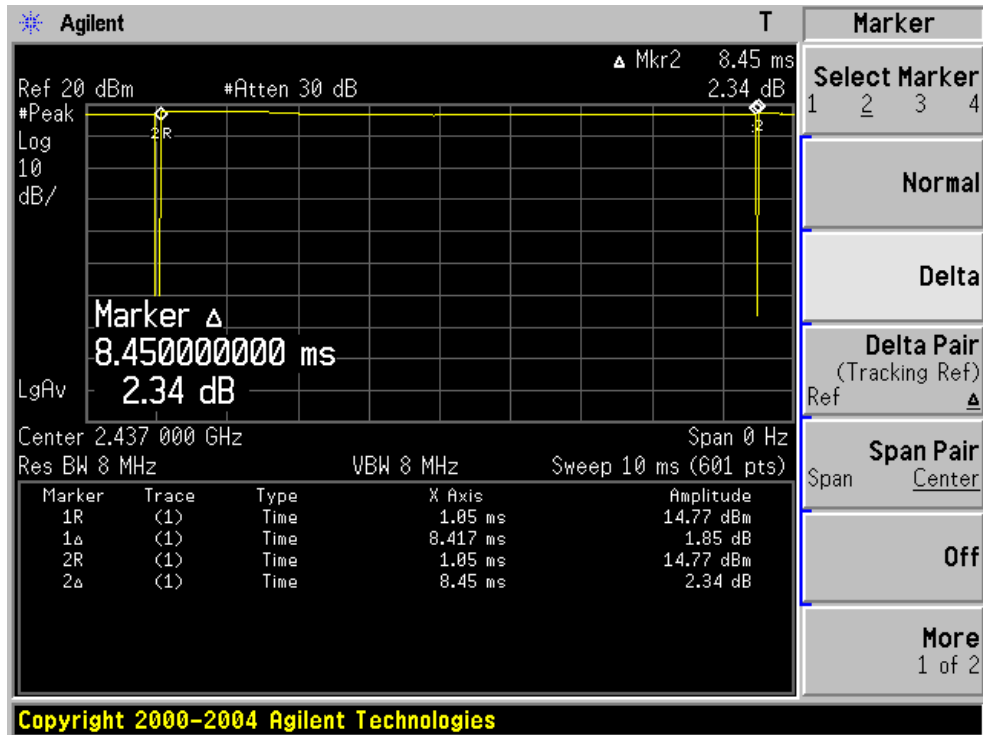 Agilent T
Δ Mkr2 8.45 ms
Ref 20 dBm #Atten 30 dB 2.34 dB
#Peak
Log
10
dB/
2R
2
Marker Δ
8.450000000 ms
2.34 dB
LgAv
Center 2.437 000 GHz Span 0 Hz
Res BW 8 MHz VBW 8 MHz Sweep 10 ms (601 pts)
Marker Trace Type X Axis Amplitude
1R (1) Time 1.05 ms 14.77 dBm
1Δ (1) Time 8.417 ms 1.85 dB
2R (1) Time 1.05 ms 14.77 dBm
2Δ (1) Time 8.45 ms 2.34 dB
Marker
Select Marker
1 2 3 4
Normal
Delta
Delta Pair
(Tracking Ref)
Ref Δ
Span Pair
Span Center
Off
More
1 of 2
Copyright 2000-2004 Agilent Technologies